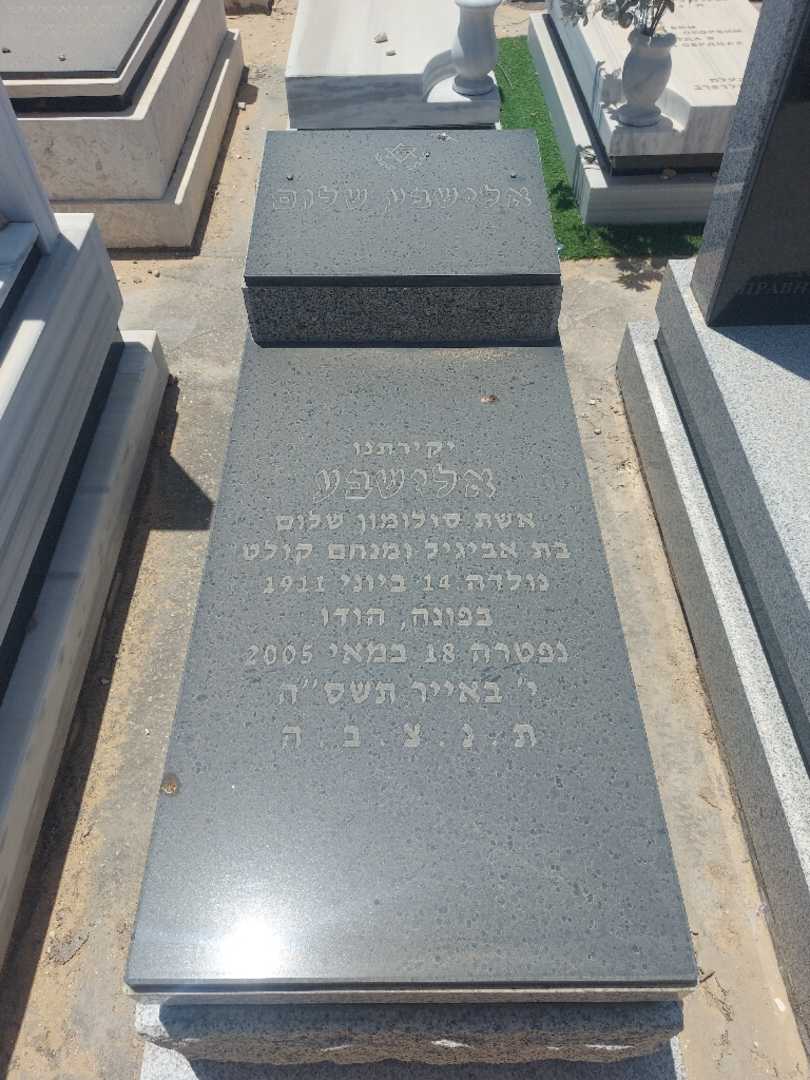 אלישבע שלום
יקירתנו
אלישבע
אשת סולומון שלום
בת אביגיל ומנחם קולט
נולדה 14 ביוני 1911
בפונה, הודו
נפטרה 18 במאי 2005
י' באייר תשס"ה
ת. נ. צ. ב. ה